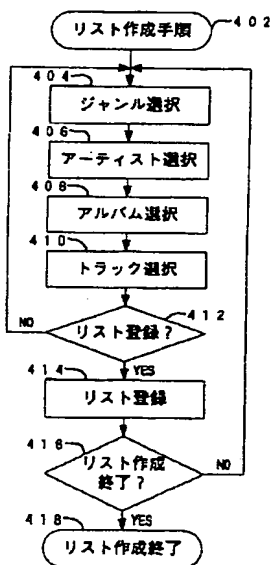 リスト作成手順
402
404
ジャンル選択
406
アーティスト選択
408
アルバム選択
410
トラック選択
412
リスト登録?
NO
YES
414
リスト登録
416
リスト作成
終了?
NO
YES
418
リスト作成終了